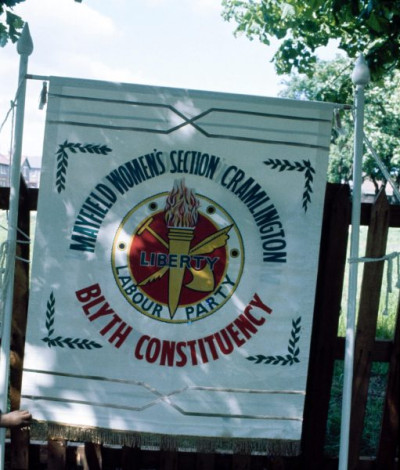 MAYFIELD WOMEN'S SECTION CRAMLINGTON
LIBERTY
LABOUR PARTY
BLYTH CONSTITUENCY